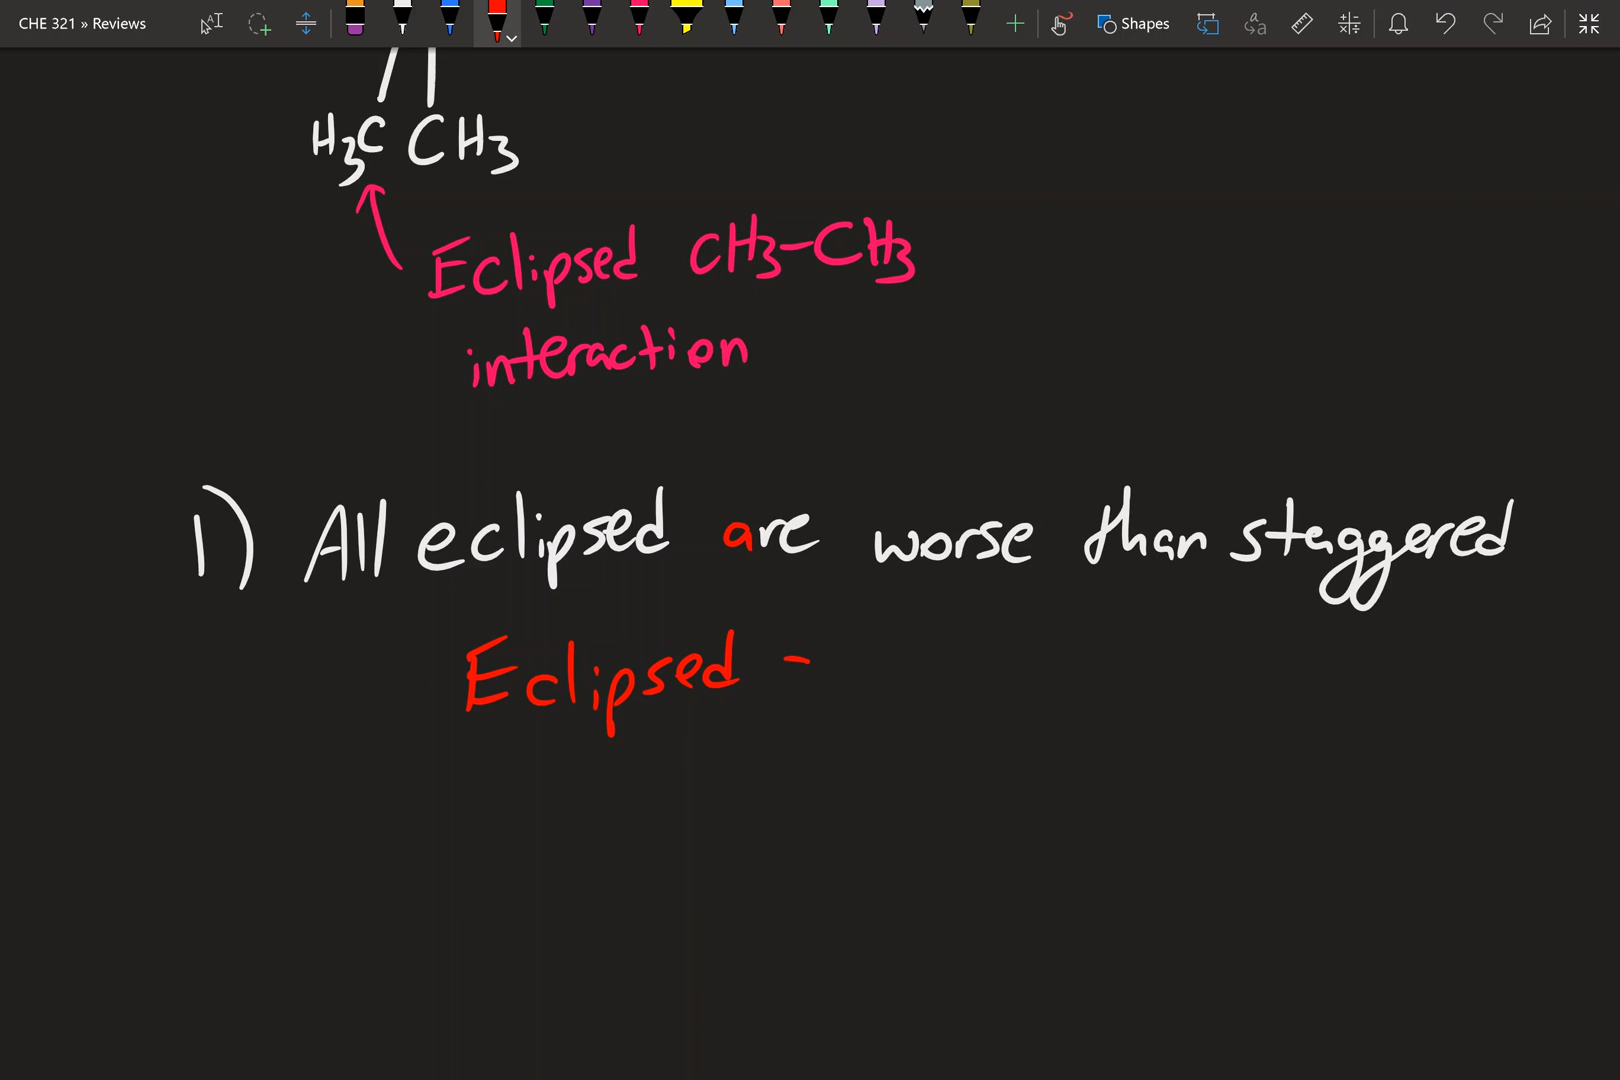 CHE 321 » Reviews
Shapes
H3C CH3
Eclipsed CH3-CH3
interaction
1) All eclipsed are worse than staggered
Eclipsed -